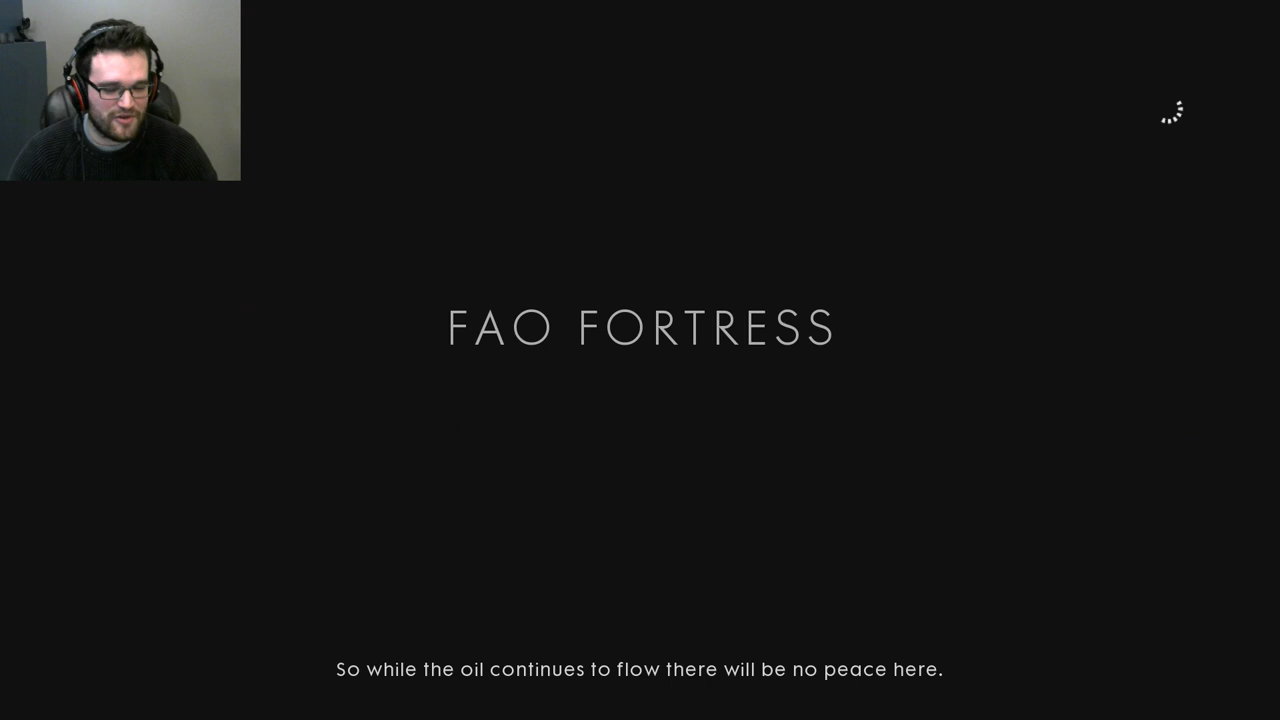 FAO FORTRESS
So while the oil continues to flow there will be no peace here.